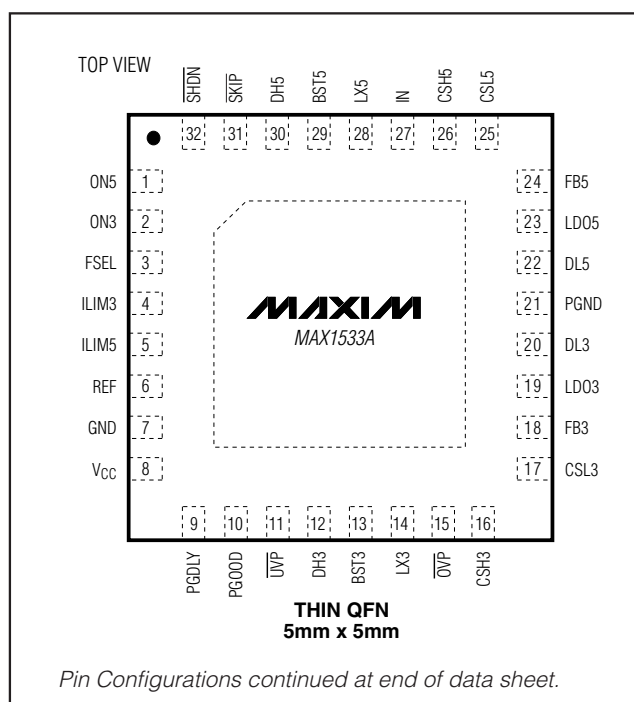 TOP VIEW
SHDN
SKIP
DH5
BST5
LX5
IN
CSH5
CSL5
32
31
30
29
28
27
26
25
ON5 1
ON3 2
FSEL 3
ILIM3 4
ILIM5 5
REF 6
GND 7
VCC 8
MAXIM
MAX1533A
24 FB5
23 LDO5
22 DL5
21 PGND
20 DL3
19 LDO3
18 FB3
17 CSL3
9
10
11
12
13
14
15
16
PGDLY
PGOOD
UVP
DH3
BST3
LX3
OVP
CSH3
THIN QFN
5mm x 5mm
Pin Configurations continued at end of data sheet.